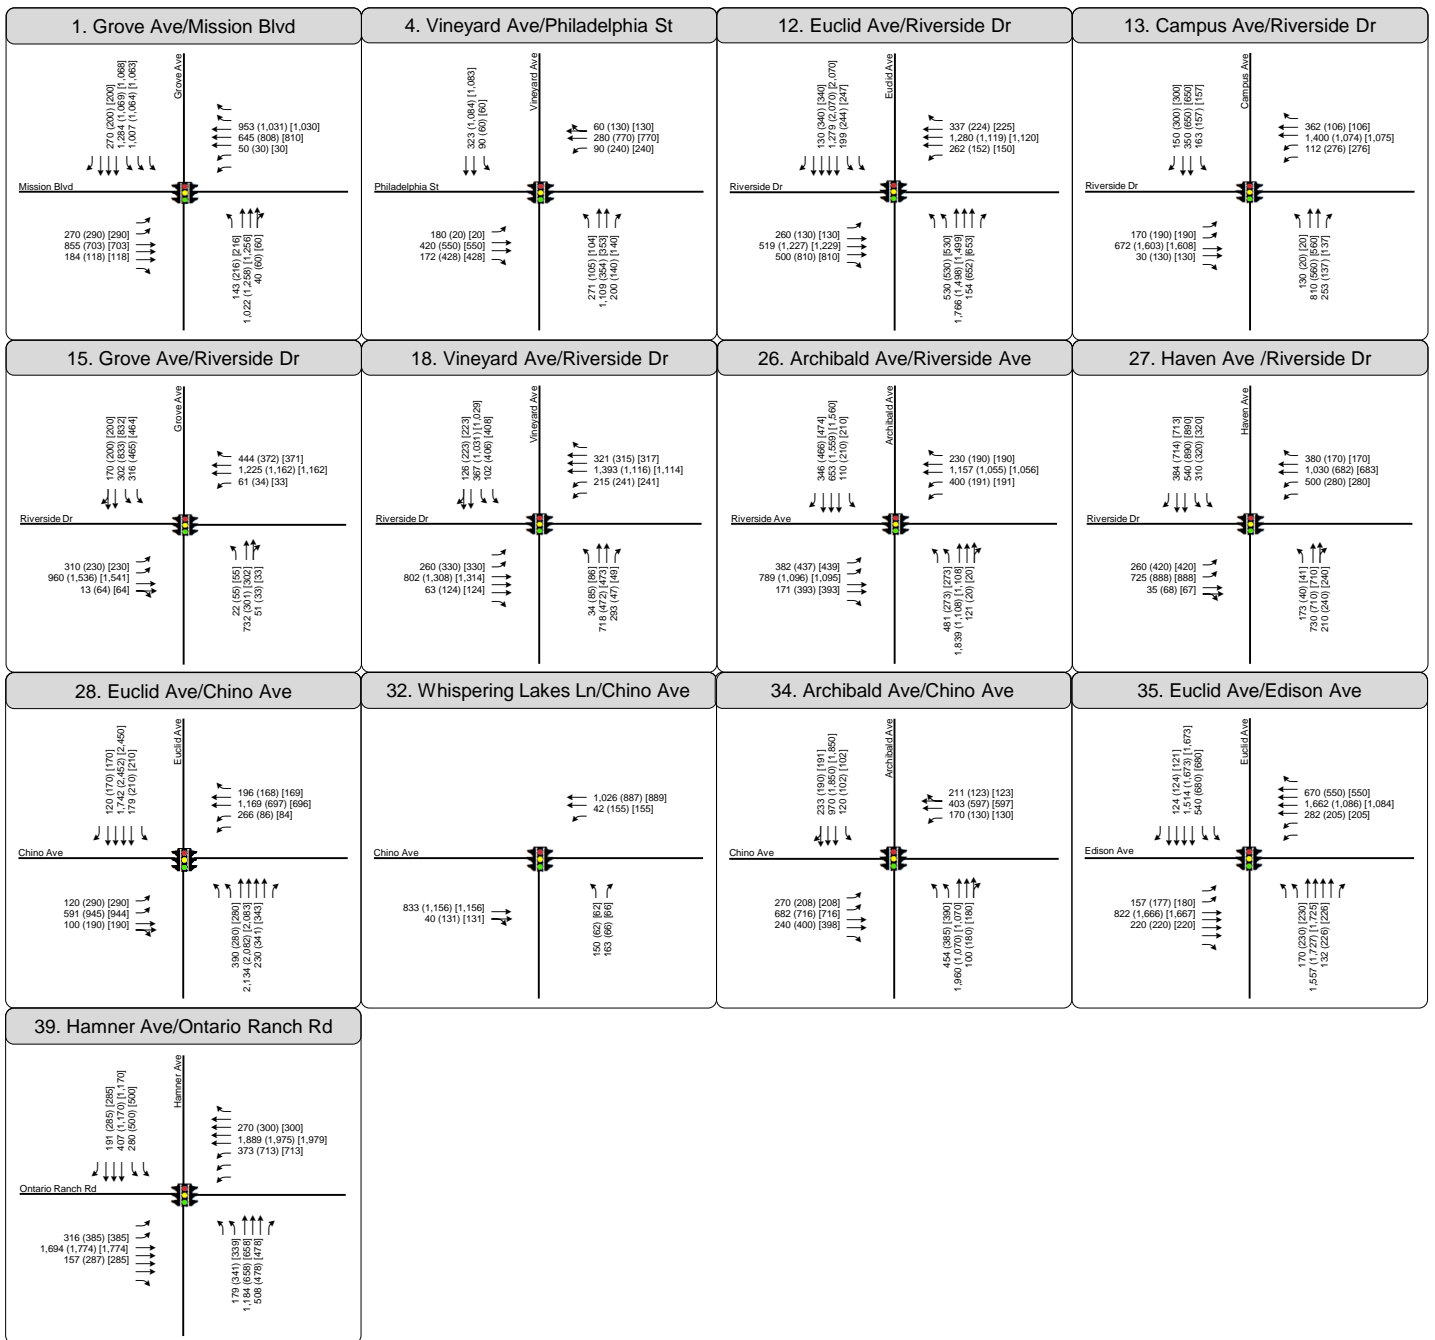 1. Grove Ave/Mission Blvd
270 (200) [200]
1,284 (1,069) [1,068]
1,007 (1,064) [1,063]
Grove Ave
953 (1,031) [1,030]
645 (808) [810]
50 (30) [30]
Mission Blvd
270 (290) [290]
855 (703) [703]
184 (118) [118]
143 (216) [216]
1,022 (1,258) [1,256]
40 (60) [60]
4. Vineyard Ave/Philadelphia St
323 (1,084) [1,083]
90 (60) [60]
Vineyard Ave
60 (130) [130]
280 (770) [770]
90 (240) [240]
Philadelphia St
180 (20) [20]
420 (550) [550]
172 (428) [428]
271 (105) [104]
1,109 (354) [353]
200 (140) [140]
12. Euclid Ave/Riverside Dr
130 (340) [340]
1,279 (2,070) [2,070]
199 (244) [247]
Euclid Ave
337 (224) [225]
1,280 (1,119) [1,120]
262 (152) [150]
Riverside Dr
260 (130) [130]
519 (1,227) [1,229]
500 (810) [810]
530 (530) [530]
1,766 (1,498) [1,499]
154 (652) [653]
13. Campus Ave/Riverside Dr
150 (300) [300]
350 (650) [650]
163 (157) [157]
Campus Ave
362 (106) [106]
1,400 (1,074) [1,075]
112 (276) [276]
Riverside Dr
170 (190) [190]
672 (1,603) [1,608]
30 (130) [130]
130 (20) [20]
810 (560) [560]
253 (137) [137]
15. Grove Ave/Riverside Dr
170 (200) [200]
302 (833) [832]
316 (465) [464]
Grove Ave
444 (372) [371]
1,225 (1,162) [1,162]
61 (34) [33]
Riverside Dr
310 (230) [230]
960 (1,536) [1,541]
13 (64) [64]
22 (55) [55]
732 (301) [302]
51 (33) [33]
18. Vineyard Ave/Riverside Dr
126 (223) [223]
367 (1,031) [1,029]
102 (406) [408]
Vineyard Ave
321 (315) [317]
1,393 (1,116) [1,114]
215 (241) [241]
Riverside Dr
260 (330) [330]
802 (1,308) [1,314]
63 (124) [124]
34 (85) [86]
718 (472) [473]
293 (47) [49]
26. Archibald Ave/Riverside Ave
346 (466) [474]
653 (1,559) [1,560]
110 (210) [210]
Archibald Ave
230 (190) [190]
1,157 (1,055) [1,056]
400 (191) [191]
Riverside Ave
382 (437) [439]
789 (1,096) [1,095]
171 (393) [393]
481 (273) [273]
1,839 (1,108) [1,108]
121 (20) [20]
27. Haven Ave /Riverside Dr
384 (714) [713]
540 (890) [890]
310 (320) [320]
Haven Ave
380 (170) [170]
1,030 (682) [683]
500 (280) [280]
Riverside Dr
260 (420) [420]
725 (888) [888]
35 (68) [67]
173 (40) [41]
730 (710) [710]
210 (240) [240]
28. Euclid Ave/Chino Ave
120 (170) [170]
1,742 (2,452) [2,450]
179 (210) [210]
Euclid Ave
196 (168) [169]
1,169 (697) [696]
266 (86) [84]
Chino Ave
120 (290) [290]
591 (945) [944]
100 (190) [190]
390 (280) [280]
2,134 (2,082) [2,083]
230 (341) [343]
32. Whispering Lakes Ln/Chino Ave
1,026 (887) [889]
42 (155) [155]
Chino Ave
833 (1,156) [1,156]
40 (131) [131]
150 (62) [62]
163 (66) [66]
34. Archibald Ave/Chino Ave
233 (190) [191]
970 (1,850) [1,850]
120 (102) [102]
Archibald Ave
211 (123) [123]
403 (597) [597]
170 (130) [130]
Chino Ave
270 (208) [208]
682 (716) [716]
240 (400) [398]
454 (385) [390]
1,960 (1,070) [1,070]
100 (180) [180]
35. Euclid Ave/Edison Ave
124 (124) [121]
1,514 (1,673) [1,673]
540 (680) [680]
Euclid Ave
670 (550) [550]
1,662 (1,086) [1,084]
282 (205) [205]
Edison Ave
157 (177) [180]
822 (1,666) [1,667]
220 (220) [220]
170 (230) [230]
1,557 (1,727) [1,725]
132 (226) [226]
39. Hamner Ave/Ontario Ranch Rd
191 (285) [285]
407 (1,170) [1,170]
280 (500) [500]
Hamner Ave
270 (300) [300]
1,889 (1,975) [1,979]
373 (713) [713]
Ontario Ranch Rd
316 (385) [385]
1,694 (1,774) [1,774]
157 (287) [285]
179 (341) [339]
1,184 (658) [658]
508 (478) [478]